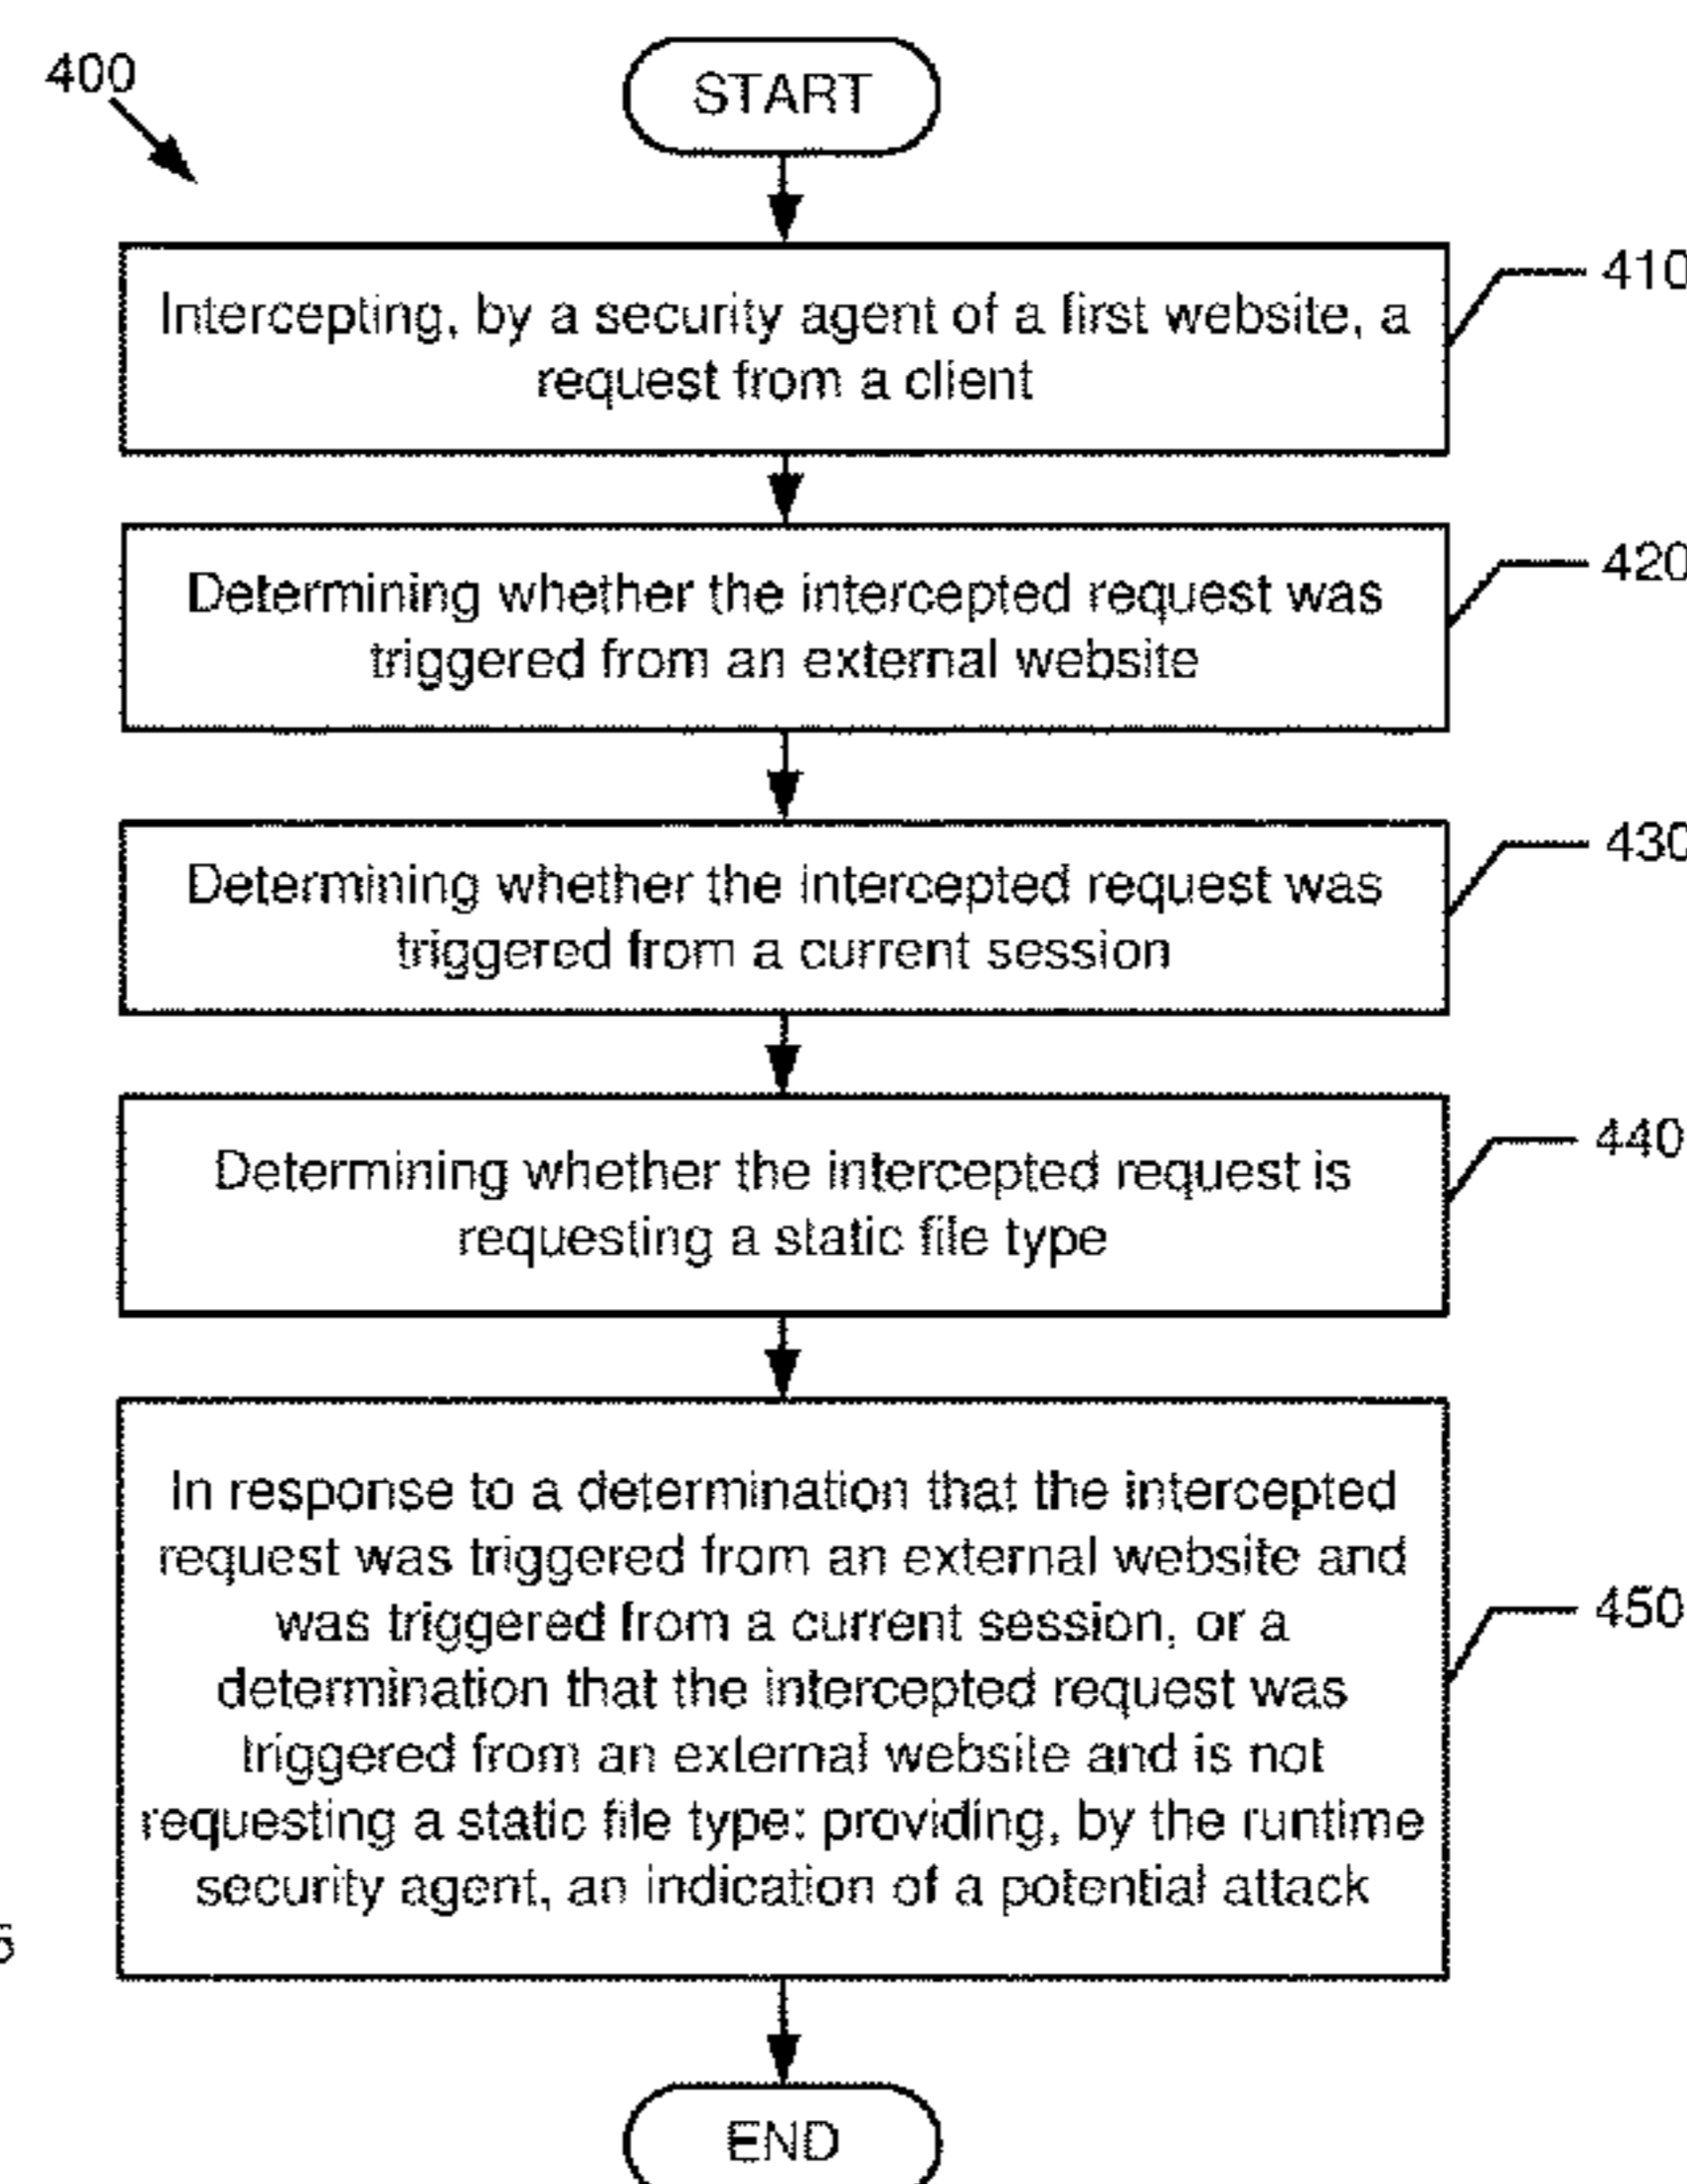 400
START
Intercepting, by a security agent of a first website, a
request from a client
410
Determining whether the intercepted request was
triggered from an external website
420
Determining whether the intercepted request was
triggered from a current session
430
Determining whether the intercepted request is
requesting a static file type
440
In response to a determination that the intercepted
request was triggered from an external website and
was triggered from a current session, or a
determination that the intercepted request was
triggered from an external website and is not
requesting a static file type: providing, by the runtime
security agent, an indication of a potential attack
450
END